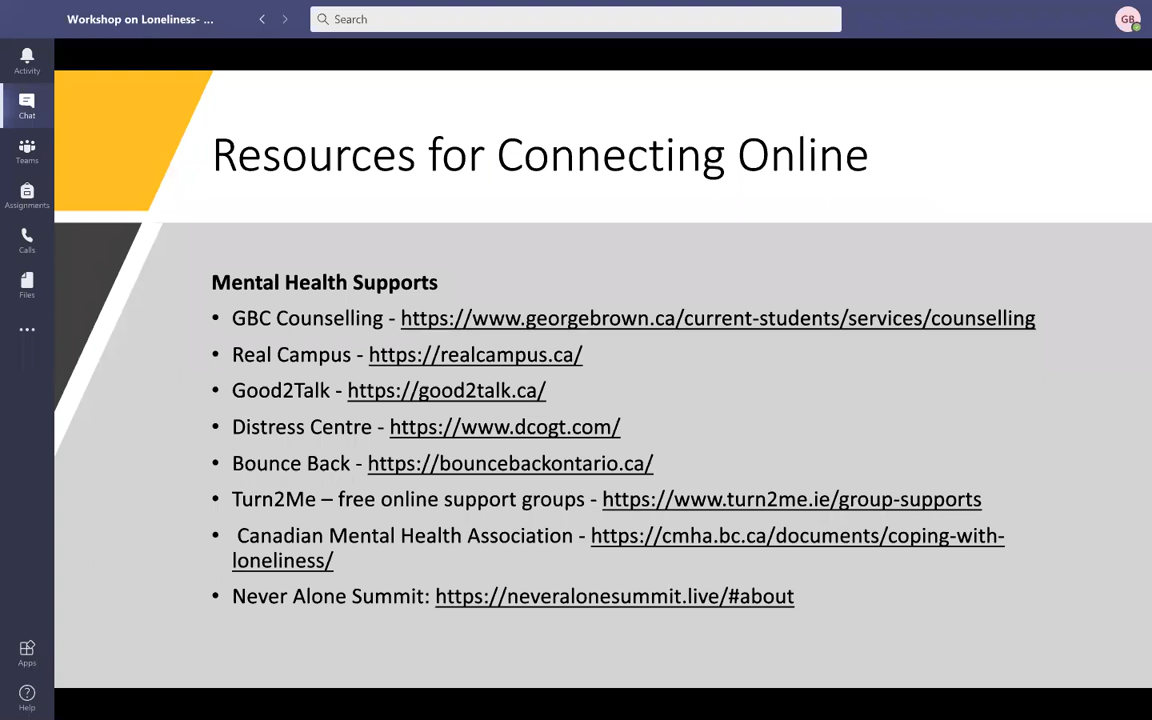 Workshop on Loneliness- ...
Search
GB
Activity
Chat
Teams
Assignments
Calls
Files
Apps
Help
Resources for Connecting Online
Mental Health Supports
• GBC Counselling - https://www.georgebrown.ca/current-students/services/counselling
• Real Campus - https://realcampus.ca/
• Good2Talk - https://good2talk.ca/
• Distress Centre - https://www.dcogt.com/
• Bounce Back - https://bouncebackontario.ca/
• Turn2Me – free online support groups - https://www.turn2me.ie/group-supports
• Canadian Mental Health Association - https://cmha.bc.ca/documents/coping-with-
loneliness/
• Never Alone Summit: https://neveralonesummit.live/#about